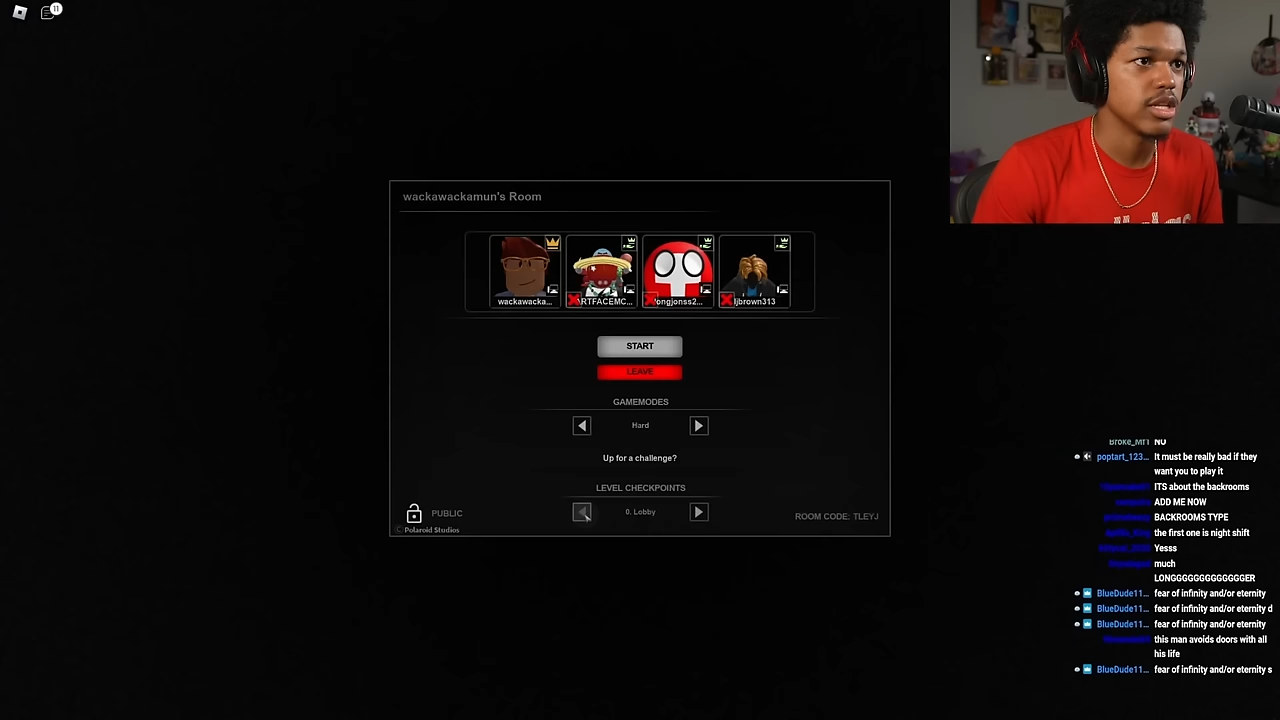 11
wackawackamun's Room
wackawacka...
ARTFACEMC...
ongjonss2...
ljbrown313
START
LEAVE
GAMEMODES
Hard
Up for a challenge?
LEVEL CHECKPOINTS
0. Lobby
PUBLIC
ROOM CODE: TLEYJ
Polaroid Studios
Broke_Mr1 NO
poptart_123... It must be really bad if they
want you to play it
ITS about the backrooms
ADD ME NOW
BACKROOMS TYPE
the first one is night shift
Yesss
much
LONGGGGGGGGGGGGGER
BlueDude11... fear of infinity and/or eternity
BlueDude11... fear of infinity and/or eternity d
BlueDude11... fear of infinity and/or eternity
this man avoids doors with all
his life
BlueDude11... fear of infinity and/or eternity s